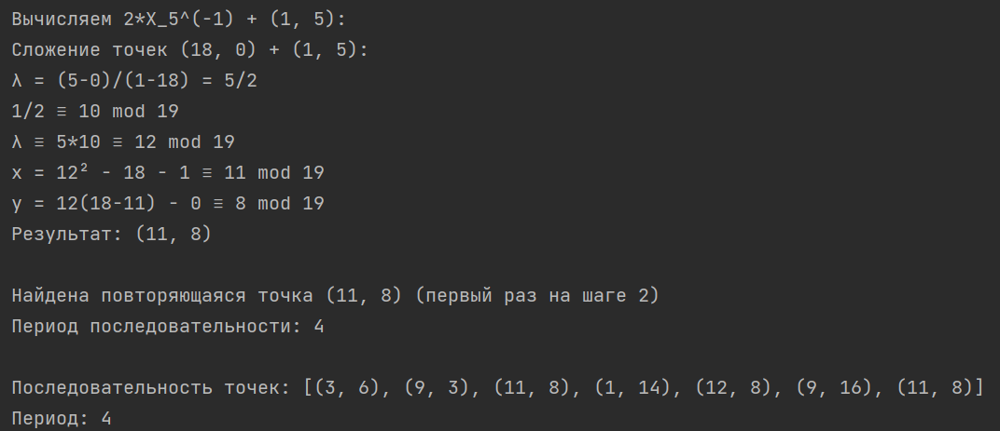 Вычисляем 2*X_5^(-1) + (1, 5):
Сложение точек (18, 0) + (1, 5):
λ = (5-0)/(1-18) = 5/2
1/2 ≡ 10 mod 19
λ ≡ 5*10 ≡ 12 mod 19
x = 12² - 18 - 1 ≡ 11 mod 19
y = 12(18-11) - 0 ≡ 8 mod 19
Результат: (11, 8)
Найдена повторяющаяся точка (11, 8) (первый раз на шаге 2)
Период последовательности: 4
Последовательность точек: [(3, 6), (9, 3), (11, 8), (1, 14), (12, 8), (9, 16), (11, 8)]
Период: 4